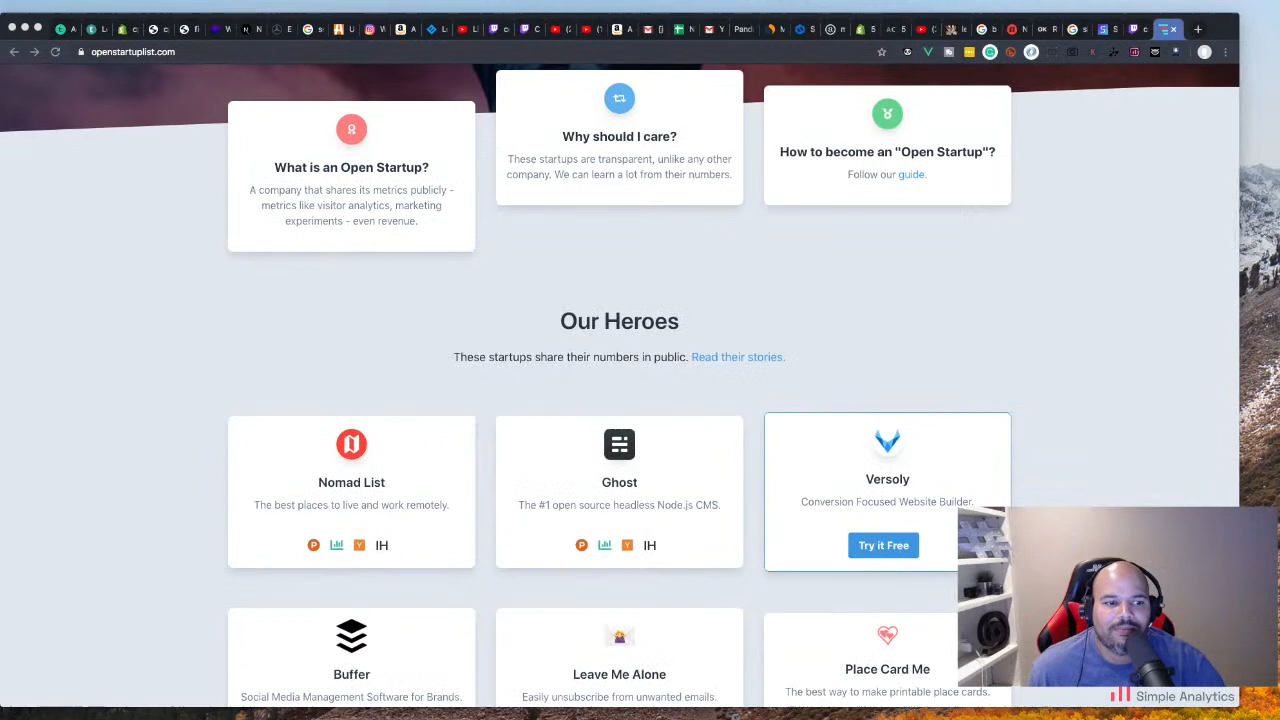 openstartuplist.com
What is an Open Startup?
A company that shares its metrics publicly -
metrics like visitor analytics, marketing
experiments - even revenue.
Why should I care?
These startups are transparent, unlike any other
company. We can learn a lot from their numbers.
How to become an "Open Startup"?
Follow our guide.
Our Heroes
These startups share their numbers in public. Read their stories.
Nomad List
The best places to live and work remotely.
P Y IH
Ghost
The #1 open source headless Node.js CMS.
P Y IH
Versoly
Conversion Focused Website Builder.
Try it Free
Buffer
Social Media Management Software for Brands.
Leave Me Alone
Easily unsubscribe from unwanted emails.
Place Card Me
The best way to make printable place cards.
Simple Analytics